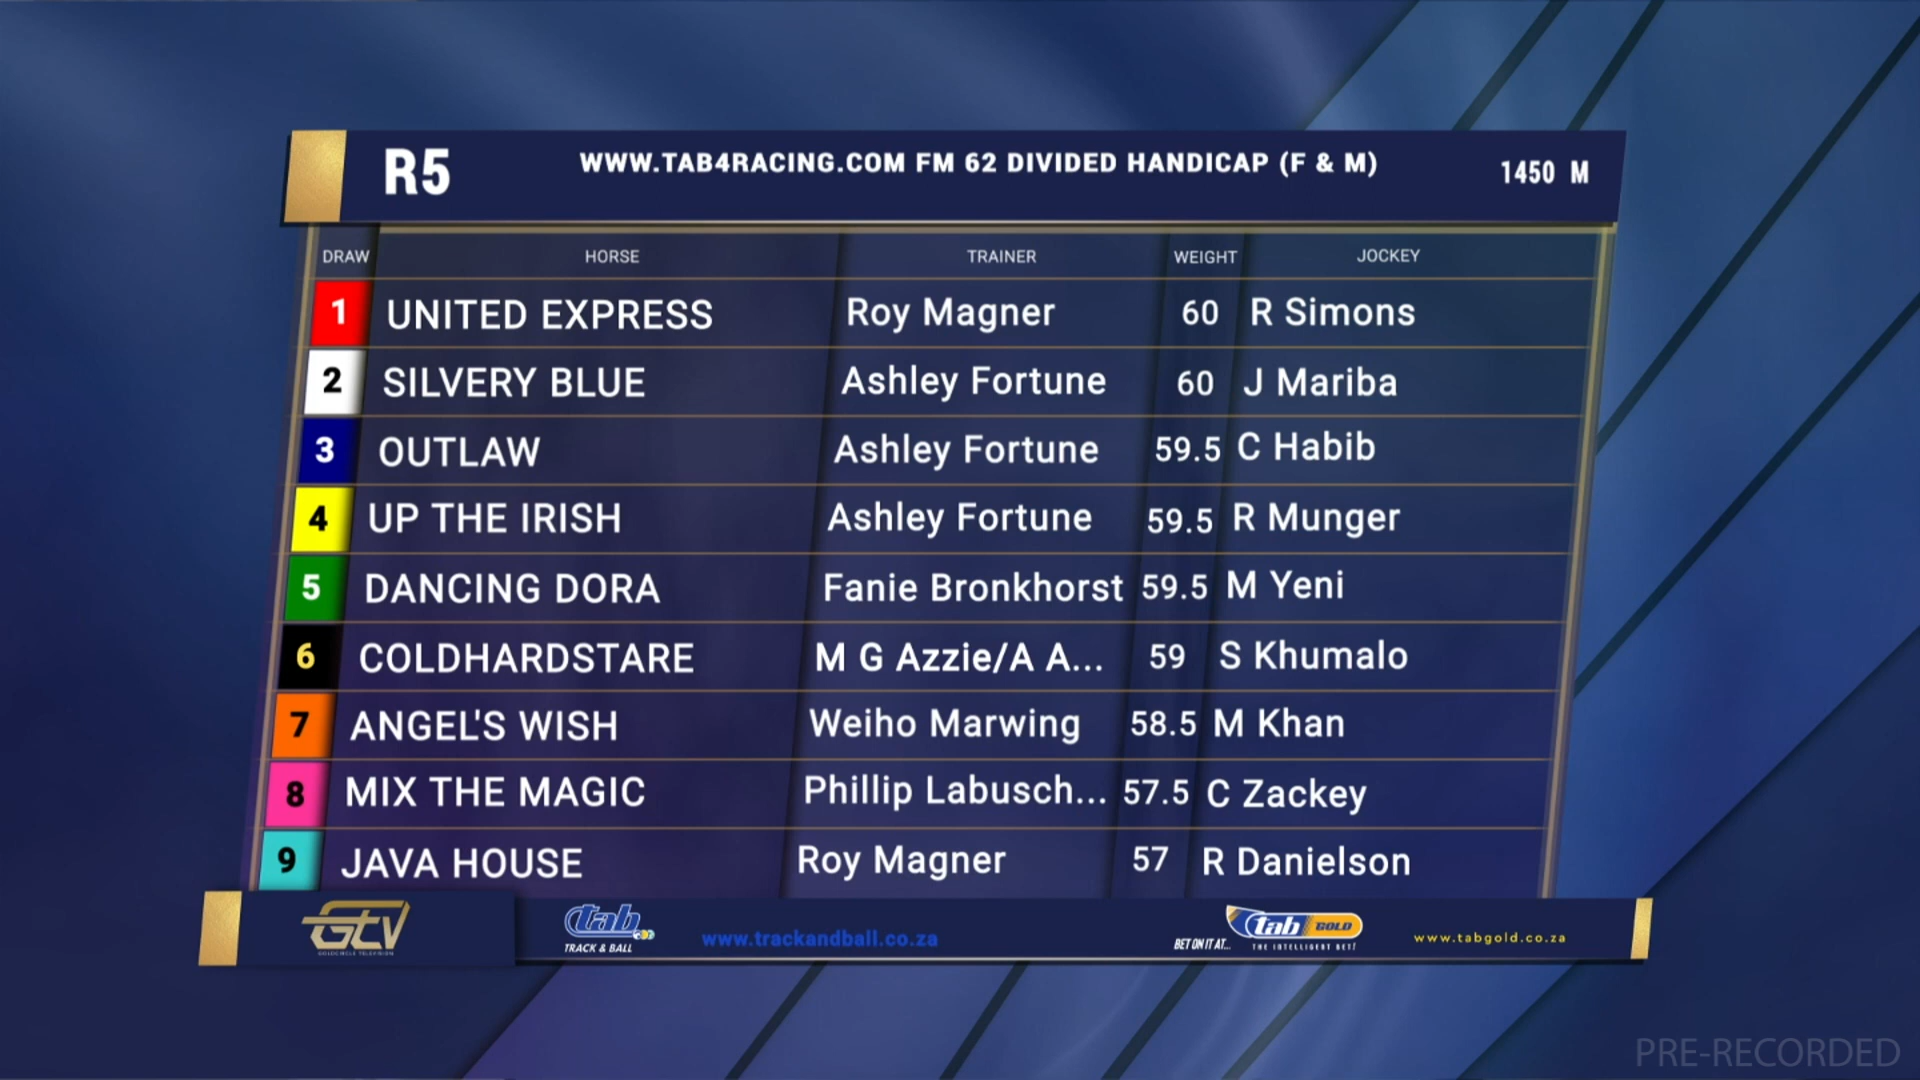 R5 WWW.TAB4RACING.COM FM 62 DIVIDED HANDICAP (F & M) 1450 M
DRAW HORSE TRAINER WEIGHT JOCKEY
1 UNITED EXPRESS Roy Magner 60 R Simons
2 SILVERY BLUE Ashley Fortune 60 J Mariba
3 OUTLAW Ashley Fortune 59.5 C Habib
4 UP THE IRISH Ashley Fortune 59.5 R Munger
5 DANCING DORA Fanie Bronkhorst 59.5 M Yeni
6 COLDHARDSTARE M G Azzie/A A... 59 S Khumalo
7 ANGEL'S WISH Weiho Marwing 58.5 M Khan
8 MIX THE MAGIC Phillip Labusch... 57.5 C Zackey
9 JAVA HOUSE Roy Magner 57 R Danielson
GTV
GOLDCIRCLE TELEVISION
tab
TRACK & BALL
www.trackandball.co.za
BET ON IT AT...
tab GOLD
THE INTELLIGENT BET!
www.tabgold.co.za
PRE-RECORDED